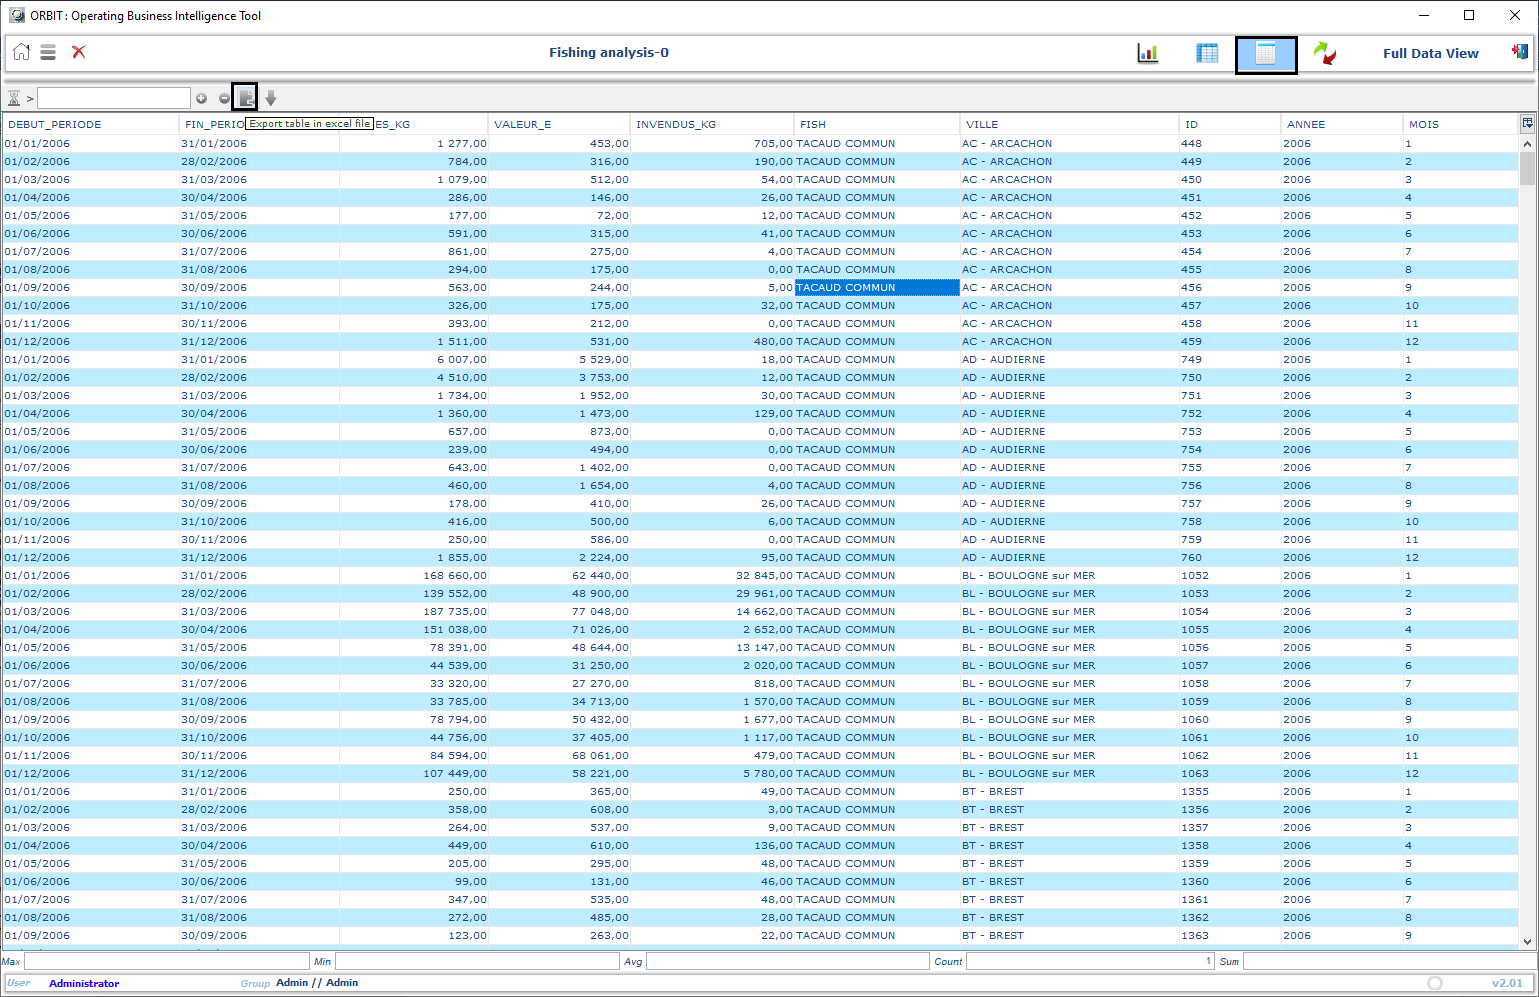 ORBIT : Operating Business Intelligence Tool
Fishing analysis-0 Full Data View
>
Export table in excel file
DEBUT_PERIODE FIN_PERIO ES_KG VALEUR_E INVENDUS_KG FISH VILLE ID ANNEE MOIS
01/01/2006 31/01/2006 1 277,00 453,00 705,00 TACAUD COMMUN AC - ARCACHON 448 2006 1
01/02/2006 28/02/2006 784,00 316,00 190,00 TACAUD COMMUN AC - ARCACHON 449 2006 2
01/03/2006 31/03/2006 1 079,00 512,00 54,00 TACAUD COMMUN AC - ARCACHON 450 2006 3
01/04/2006 30/04/2006 286,00 146,00 26,00 TACAUD COMMUN AC - ARCACHON 451 2006 4
01/05/2006 31/05/2006 177,00 72,00 12,00 TACAUD COMMUN AC - ARCACHON 452 2006 5
01/06/2006 30/06/2006 591,00 315,00 41,00 TACAUD COMMUN AC - ARCACHON 453 2006 6
01/07/2006 31/07/2006 861,00 275,00 4,00 TACAUD COMMUN AC - ARCACHON 454 2006 7
01/08/2006 31/08/2006 294,00 175,00 0,00 TACAUD COMMUN AC - ARCACHON 455 2006 8
01/09/2006 30/09/2006 563,00 244,00 5,00 TACAUD COMMUN AC - ARCACHON 456 2006 9
01/10/2006 31/10/2006 326,00 175,00 32,00 TACAUD COMMUN AC - ARCACHON 457 2006 10
01/11/2006 30/11/2006 393,00 212,00 0,00 TACAUD COMMUN AC - ARCACHON 458 2006 11
01/12/2006 31/12/2006 1 511,00 531,00 480,00 TACAUD COMMUN AC - ARCACHON 459 2006 12
01/01/2006 31/01/2006 6 007,00 5 529,00 18,00 TACAUD COMMUN AD - AUDIERNE 749 2006 1
01/02/2006 28/02/2006 4 510,00 3 753,00 12,00 TACAUD COMMUN AD - AUDIERNE 750 2006 2
01/03/2006 31/03/2006 1 734,00 1 952,00 30,00 TACAUD COMMUN AD - AUDIERNE 751 2006 3
01/04/2006 30/04/2006 1 360,00 1 473,00 129,00 TACAUD COMMUN AD - AUDIERNE 752 2006 4
01/05/2006 31/05/2006 657,00 873,00 0,00 TACAUD COMMUN AD - AUDIERNE 753 2006 5
01/06/2006 30/06/2006 239,00 494,00 0,00 TACAUD COMMUN AD - AUDIERNE 754 2006 6
01/07/2006 31/07/2006 643,00 1 402,00 0,00 TACAUD COMMUN AD - AUDIERNE 755 2006 7
01/08/2006 31/08/2006 460,00 1 654,00 4,00 TACAUD COMMUN AD - AUDIERNE 756 2006 8
01/09/2006 30/09/2006 178,00 410,00 26,00 TACAUD COMMUN AD - AUDIERNE 757 2006 9
01/10/2006 31/10/2006 416,00 500,00 6,00 TACAUD COMMUN AD - AUDIERNE 758 2006 10
01/11/2006 30/11/2006 250,00 586,00 0,00 TACAUD COMMUN AD - AUDIERNE 759 2006 11
01/12/2006 31/12/2006 1 855,00 2 224,00 95,00 TACAUD COMMUN AD - AUDIERNE 760 2006 12
01/01/2006 31/01/2006 168 660,00 62 440,00 32 845,00 TACAUD COMMUN BL - BOULOGNE sur MER 1052 2006 1
01/02/2006 28/02/2006 139 552,00 48 900,00 29 961,00 TACAUD COMMUN BL - BOULOGNE sur MER 1053 2006 2
01/03/2006 31/03/2006 187 735,00 77 048,00 14 662,00 TACAUD COMMUN BL - BOULOGNE sur MER 1054 2006 3
01/04/2006 30/04/2006 151 038,00 71 026,00 2 652,00 TACAUD COMMUN BL - BOULOGNE sur MER 1055 2006 4
01/05/2006 31/05/2006 78 391,00 48 644,00 13 147,00 TACAUD COMMUN BL - BOULOGNE sur MER 1056 2006 5
01/06/2006 30/06/2006 44 539,00 31 250,00 2 020,00 TACAUD COMMUN BL - BOULOGNE sur MER 1057 2006 6
01/07/2006 31/07/2006 33 320,00 27 270,00 818,00 TACAUD COMMUN BL - BOULOGNE sur MER 1058 2006 7
01/08/2006 31/08/2006 33 785,00 34 713,00 1 570,00 TACAUD COMMUN BL - BOULOGNE sur MER 1059 2006 8
01/09/2006 30/09/2006 78 794,00 50 432,00 1 677,00 TACAUD COMMUN BL - BOULOGNE sur MER 1060 2006 9
01/10/2006 31/10/2006 44 756,00 37 405,00 1 117,00 TACAUD COMMUN BL - BOULOGNE sur MER 1061 2006 10
01/11/2006 30/11/2006 84 594,00 68 061,00 479,00 TACAUD COMMUN BL - BOULOGNE sur MER 1062 2006 11
01/12/2006 31/12/2006 107 449,00 58 221,00 5 780,00 TACAUD COMMUN BL - BOULOGNE sur MER 1063 2006 12
01/01/2006 31/01/2006 250,00 365,00 49,00 TACAUD COMMUN BT - BREST 1355 2006 1
01/02/2006 28/02/2006 358,00 608,00 3,00 TACAUD COMMUN BT - BREST 1356 2006 2
01/03/2006 31/03/2006 264,00 537,00 9,00 TACAUD COMMUN BT - BREST 1357 2006 3
01/04/2006 30/04/2006 449,00 610,00 136,00 TACAUD COMMUN BT - BREST 1358 2006 4
01/05/2006 31/05/2006 205,00 295,00 48,00 TACAUD COMMUN BT - BREST 1359 2006 5
01/06/2006 30/06/2006 99,00 131,00 46,00 TACAUD COMMUN BT - BREST 1360 2006 6
01/07/2006 31/07/2006 347,00 535,00 48,00 TACAUD COMMUN BT - BREST 1361 2006 7
01/08/2006 31/08/2006 272,00 485,00 28,00 TACAUD COMMUN BT - BREST 1362 2006 8
01/09/2006 30/09/2006 123,00 263,00 22,00 TACAUD COMMUN BT - BREST 1363 2006 9
Max Min Avg Count 1 Sum
User Administrator Group Admin // Admin v2.01